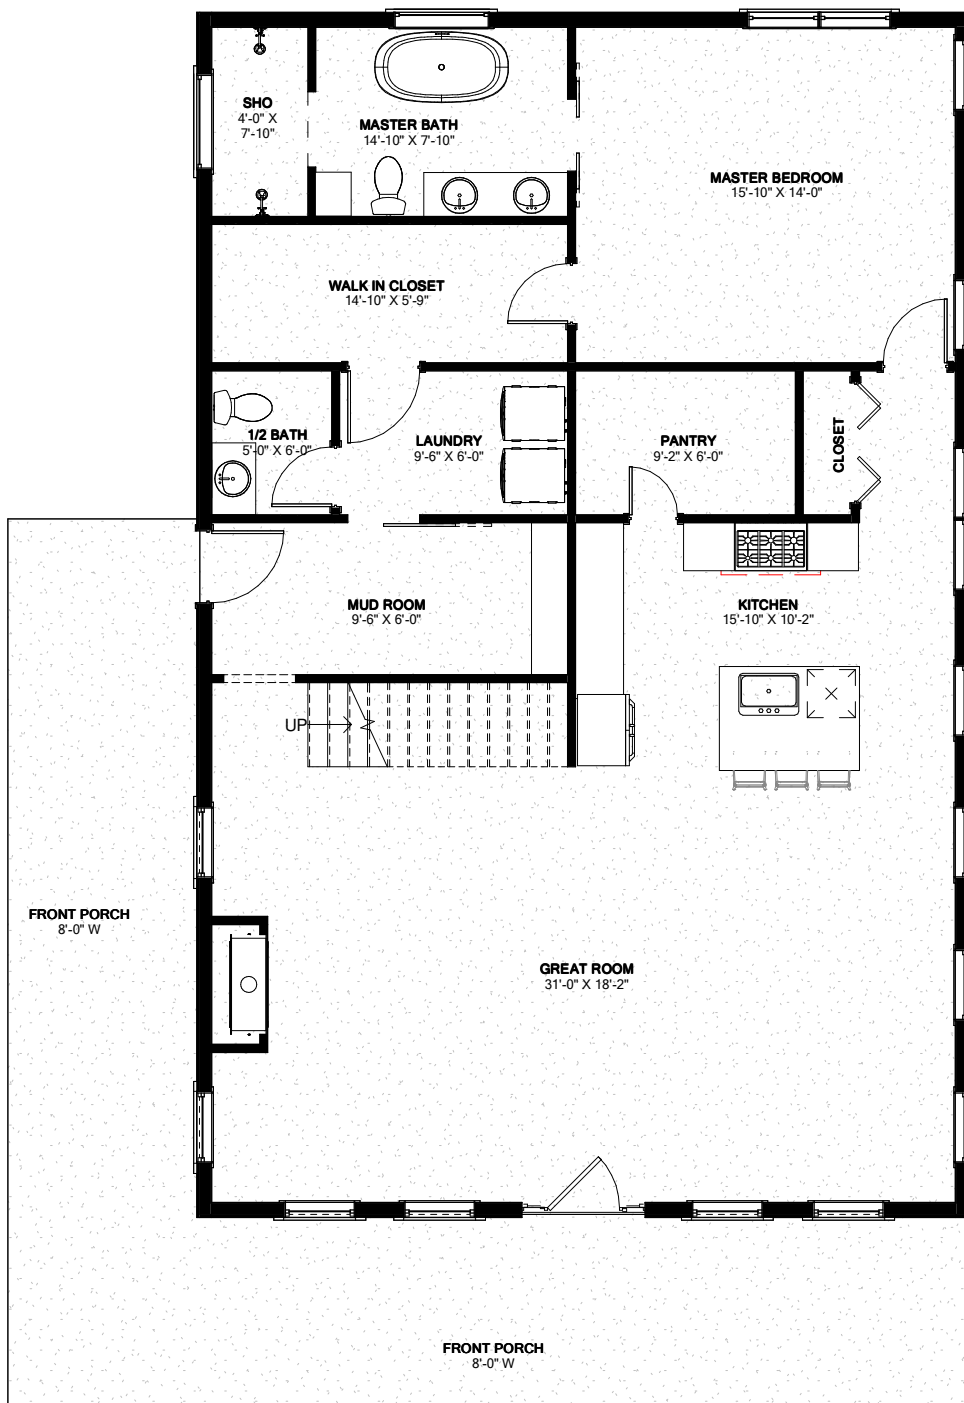 SHO
4'-0" X
7'-10"
MASTER BATH
14'-10" X 7'-10"
MASTER BEDROOM
15'-10" X 14'-0"
WALK IN CLOSET
14'-10" X 5'-9"
1/2 BATH
5'-0" X 6'-0"
LAUNDRY
9'-6" X 6'-0"
PANTRY
9'-2" X 6'-0"
CLOSET
MUD ROOM
9'-6" X 6'-0"
KITCHEN
15'-10" X 10'-2"
UP
FRONT PORCH
8'-0" W
GREAT ROOM
31'-0" X 18'-2"
FRONT PORCH
8'-0" W